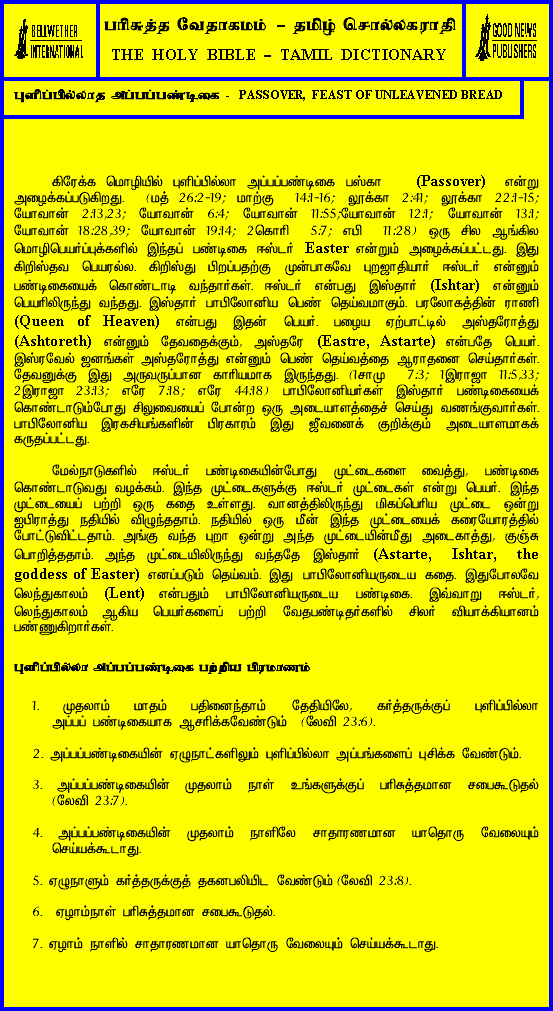 BELLWETHER INTERNATIONAL
பரிசுத்த வேதாகமம் – தமிழ் சொல்லகராதி
THE HOLY BIBLE – TAMIL DICTIONARY
GOOD NEWS PUBLISHERS
புளிப்பில்லாத அப்பப்பண்டிகை - PASSOVER, FEAST OF UNLEAVENED BREAD
கிரேக்க மொழியில் புளிப்பில்லா அப்பப்பண்டிகை பஸ்கா (Passover) என்று
அழைக்கப்படுகிறது. (மத் 26:2-19; மாற்கு 14:1-16; லூக்கா 2:41; லூக்கா 22:1-15;
யோவான் 2:13,23; யோவான் 6:4; யோவான் 11:55;யோவான் 12:1; யோவான் 13:1;
யோவான் 18:28,39; யோவான் 19:14; 2கொரி 5:7; எபி 11:28) ஒரு சில ஆங்கில
மொழிபெயர்ப்புக்களில் இந்தப் பண்டிகை ஈஸ்டர் Easter என்றும் அழைக்கப்பட்டது. இது
கிறிஸ்தவ பெயரல்ல. கிறிஸ்து பிறப்பதற்கு முன்பாகவே புறஜாதியார் ஈஸ்டர் என்னும்
பண்டிகையைக் கொண்டாடி வந்தார்கள். ஈஸ்டர் என்பது இஸ்தார் (Ishtar) என்னும்
பெயரிலிருந்து வந்தது. இஸ்தார் பாபிலோனிய பெண் தெய்வமாகும். பரலோகத்தின் ராணி
(Queen of Heaven) என்பது இதன் பெயர். பழைய ஏற்பாட்டில் அஸ்தரோத்து
(Ashtoreth) என்னும் தேவதைக்கும், அஸ்தரே (Eastre, Astarte) என்பதே பெயர்.
இஸ்ரவேல் ஜனங்கள் அஸ்தரோத்து என்னும் பெண் தெய்வத்தை ஆராதனை செய்தார்கள்.
தேவனுக்கு இது அருவருப்பான காரியமாக இருந்தது. (1சாமு 7:3; 1இராஜா 11:5,33;
2இராஜா 23:13; எரே 7:18; எரே 44:18) பாபிலோனியர்கள் இஸ்தார் பண்டிகையைக்
கொண்டாடும்போது சிலுவையைப் போன்ற ஒரு அடையாளத்தைச் செய்து வணங்குவார்கள்.
பாபிலோனிய இரகசியங்களின் பிரகாரம் இது ஜீவனைக் குறிக்கும் அடையாளமாகக்
கருதப்பட்டது.
மேல்நாடுகளில் ஈஸ்டர் பண்டிகையின்போது முட்டைகளை வைத்து, பண்டிகை
கொண்டாடுவது வழக்கம். இந்த முட்டைகளுக்கு ஈஸ்டர் முட்டைகள் என்று பெயர். இந்த
முட்டையைப் பற்றி ஒரு கதை உள்ளது. வானத்திலிருந்து மிகப்பெரிய முட்டை ஒன்று
ஐபிராத்து நதியில் விழுந்ததாம். நதியில் ஒரு மீன் இந்த முட்டையைக் கரையோரத்தில்
போட்டுவிட்டதாம். அங்கு வந்த புறா ஒன்று அந்த முட்டையின்மீது அடைகாத்து, குஞ்சு
பொறித்ததாம். அந்த முட்டையிலிருந்து வந்ததே இஸ்தார் (Astarte, Ishtar, the
goddess of Easter) எனப்படும் தெய்வம். இது பாபிலோனியருடைய கதை. இதுபோலவே
லெந்துகாலம் (Lent) என்பதும் பாபிலோனியருடைய பண்டிகை. இவ்வாறு ஈஸ்டர்,
லெந்துகாலம் ஆகிய பெயர்களைப் பற்றி வேதபண்டிதர்களில் சிலர் வியாக்கியானம்
பண்ணுகிறார்கள்.
புளிப்பில்லா அப்பப்பண்டிகை பற்றிய பிரமாணம்
1. முதலாம் மாதம் பதினைந்தாம் தேதியிலே, கர்த்தருக்குப் புளிப்பில்லா
அப்பப் பண்டிகையாக ஆசரிக்கவேண்டும் (லேவி 23:6).
2. அப்பப்பண்டிகையின் ஏழுநாட்களிலும் புளிப்பில்லா அப்பங்களைப் புசிக்க வேண்டும்.
3. அப்பப்பண்டிகையின் முதலாம் நாள் உங்களுக்குப் பரிசுத்தமான சபைகூடுதல்
(லேவி 23:7).
4. அப்பப்பண்டிகையின் முதலாம் நாளிலே சாதாரணமான யாதொரு வேலையும்
செய்யக்கூடாது.
5. ஏழுநாளும் கர்த்தருக்குத் தகனபலியிட வேண்டும் (லேவி 23:8).
6. ஏழாம்நாள் பரிசுத்தமான சபைகூடுதல்.
7. ஏழாம் நாளில் சாதாரணமான யாதொரு வேலையும் செய்யக்கூடாது.